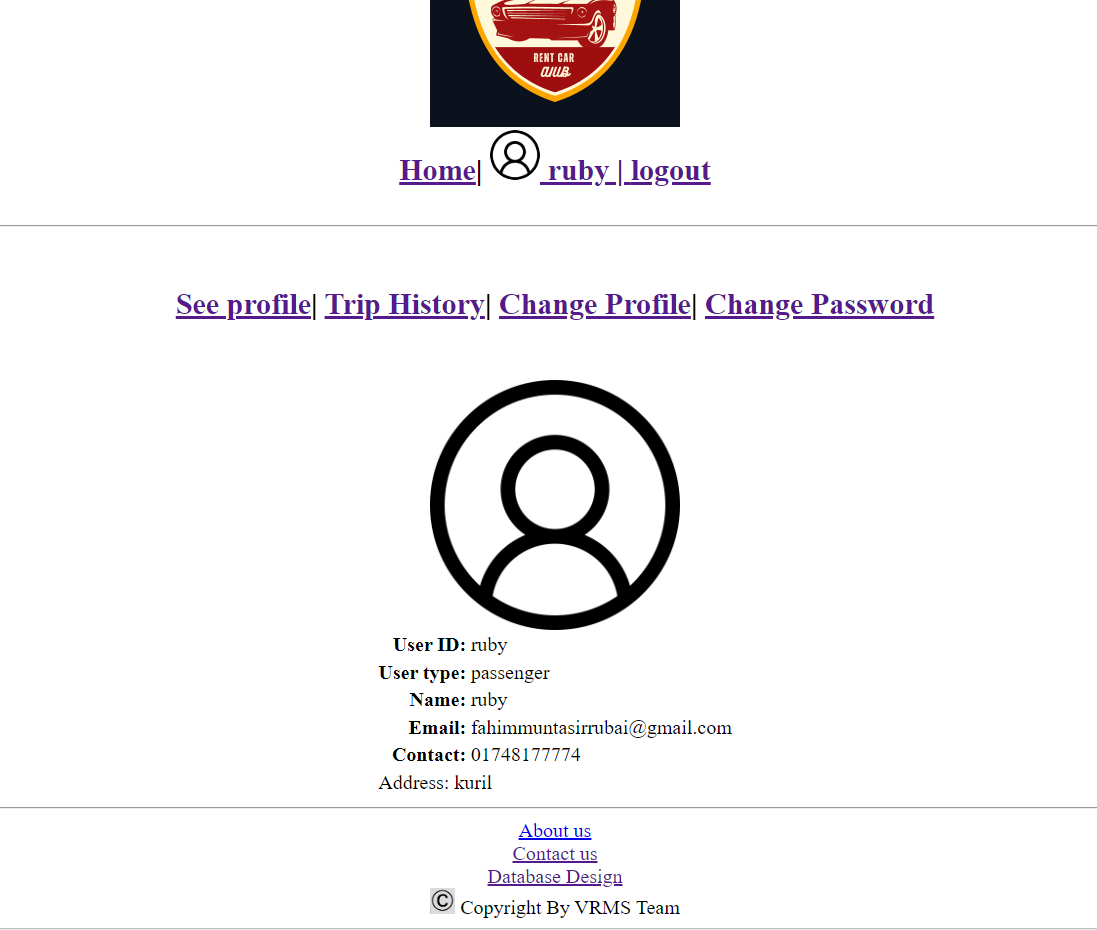 RENT CAR
Home| ruby | logout
See profile| Trip History| Change Profile| Change Password
User ID: ruby
User type: passenger
Name: ruby
Email: fahimmuntasirrubai@gmail.com
Contact: 01748177774
Address: kuril
About us
Contact us
Database Design
© Copyright By VRMS Team